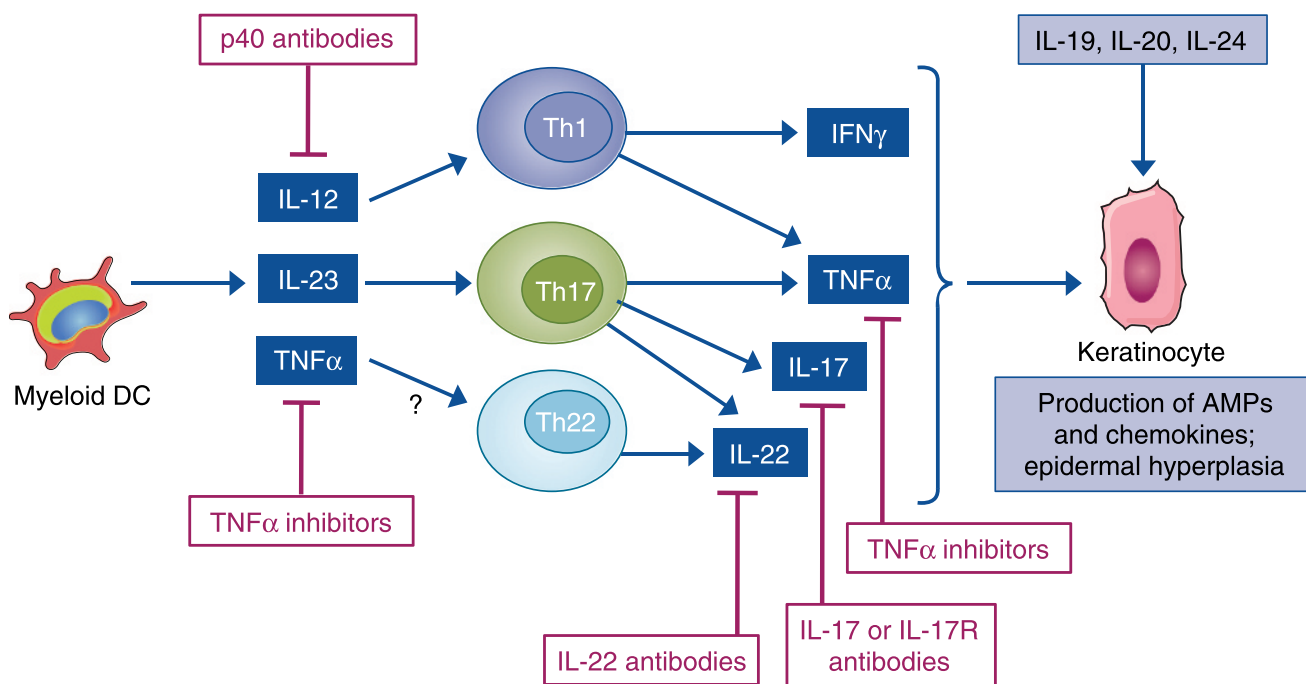 p40 antibodies
IL-19, IL-20, IL-24
Th1
IFNγ
IL-12
IL-23
Th17
TNFα
Keratinocyte
TNFα
IL-17
Myeloid DC
?
Th22
IL-22
Production of AMPs
and chemokines;
epidermal hyperplasia
TNFα inhibitors
TNFα inhibitors
IL-22 antibodies
IL-17 or IL-17R
antibodies